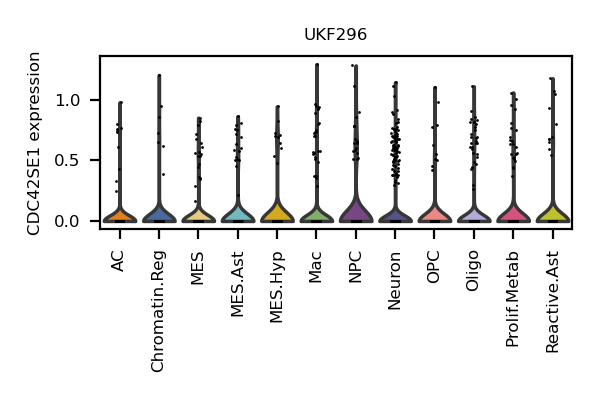 UKF296
CDC42SE1 expression
1.0
0.5
0.0
AC
Chromatin.Reg
MES
MES.Ast
MES.Hyp
Mac
NPC
Neuron
OPC
Oligo
Prolif.Metab
Reactive.Ast